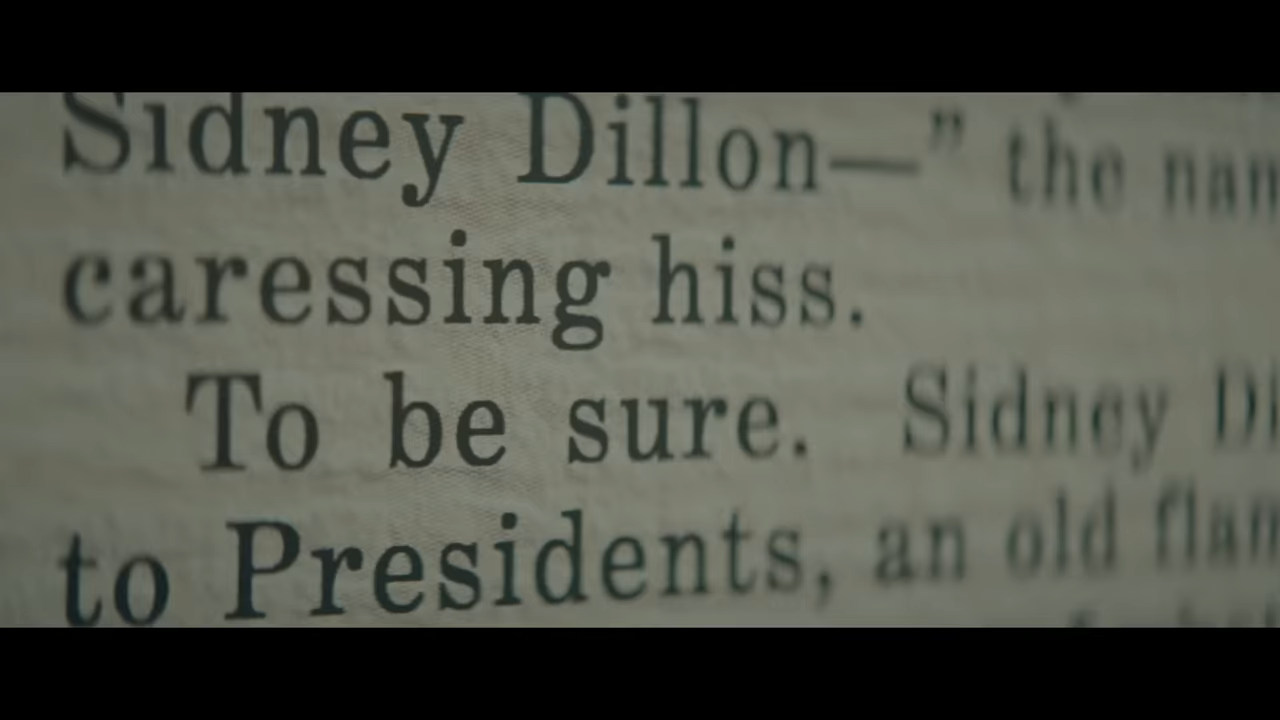 Sidney Dillon—” the
caressing hiss.
To be sure. Sidney
to Presidents, an old